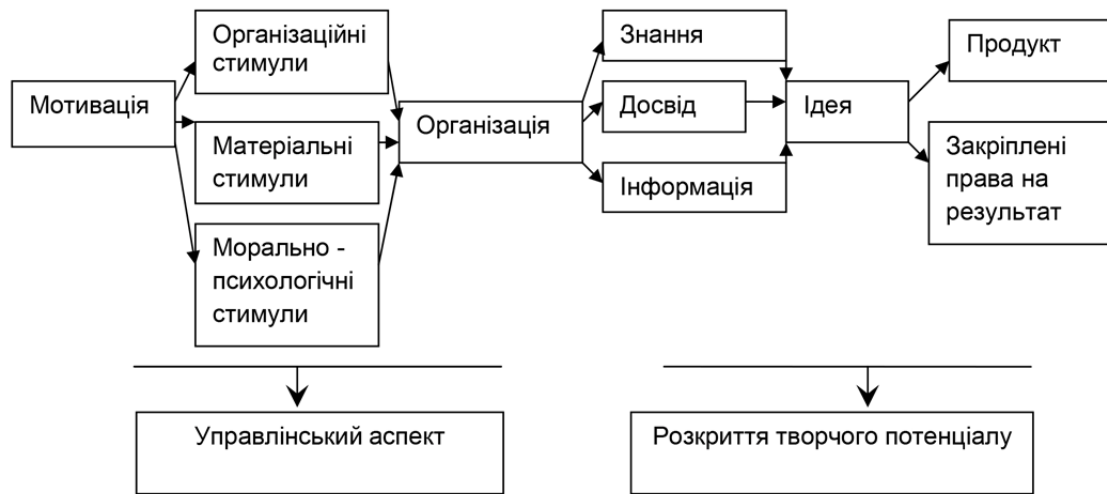 Організаційні
стимули
Мотивація
Матеріальні
стимули
Морально -
психологічні
стимули
Організація
Знання
Досвід
Інформація
Ідея
Продукт
Закріплені
права на
результат
Управлінський аспект
Розкриття творчого потенціалу